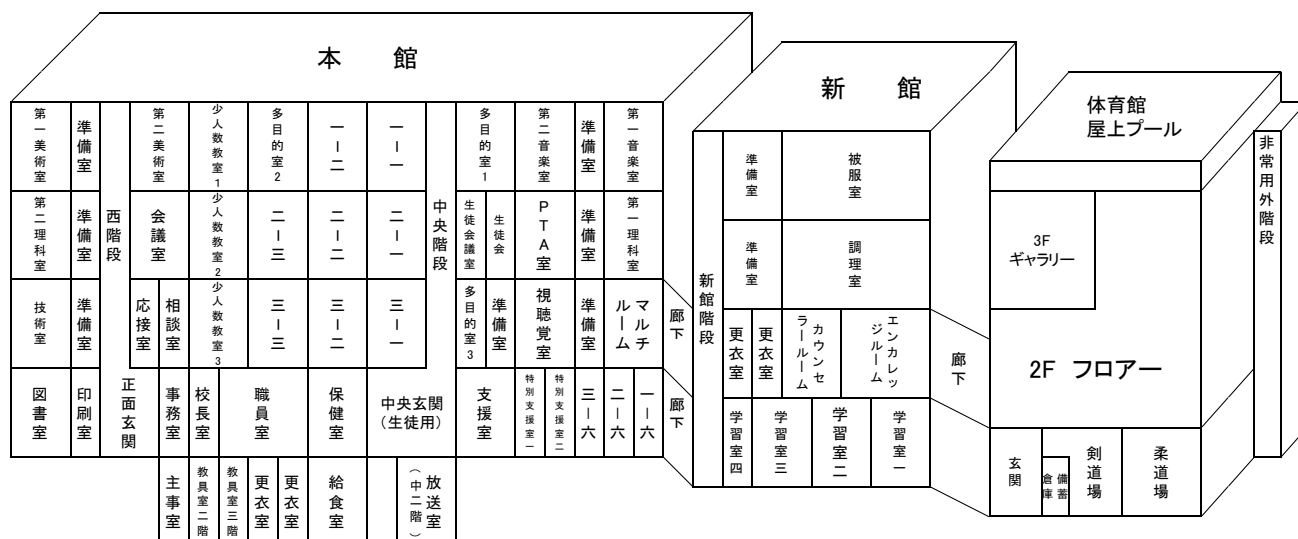 本　館
第一美術室
準備室
第二美術室
少人数教室1
多目的室2
一ー二
一ー一
多目的室1
第二音楽室
準備室
第一音楽室
第二理科室
準備室
西階段
会議室
少人数教室2
二ー三
二ー二
二ー一
中央階段
生徒会議室
生徒会
PTA室
準備室
第一理科室
技術室
準備室
応接室
相談室
少人数教室3
三ー三
三ー二
三ー一
多目的室3
準備室
視聴覚室
準備室
マルチ
ルーム
廊下
図書室
印刷室
正面玄関
事務室
校長室
職員室
保健室
中央玄関
（生徒用）
支援室
特別支援室一
特別支援室二
三ー六
二ー六
一ー六
廊下
主事室
教具室二階
教具室三階
更衣室
更衣室
給食室
放送室
（中二階）
新　館
新館階段
準備室
被服室
準備室
調理室
更衣室
更衣室
カウンセ
ラールーム
エンカレッ
ジルーム
廊下
学習室四
学習室三
学習室二
学習室一
体育館
屋上プール
非常用外階段
3F
ギャラリー
2F フロアー
玄関
備蓄
倉庫
剣道場
柔道場